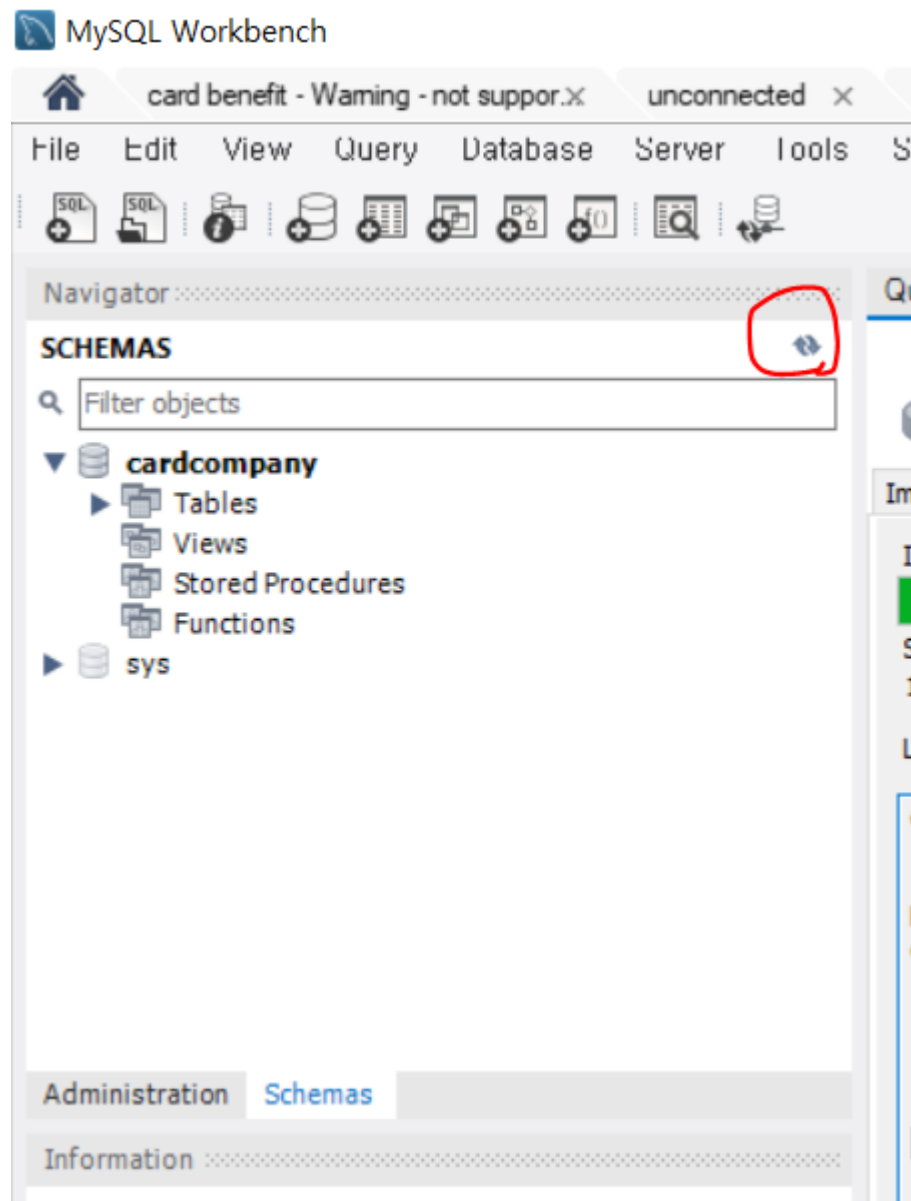 MySQL Workbench
card benefit - Warning - not suppor. unconnected
File Edit View Query Database Server Tools S
SQL SQL
Navigator
SCHEMAS
Filter objects
cardcompany
Tables
Views
Stored Procedures
Functions
sys
Administration Schemas
Information